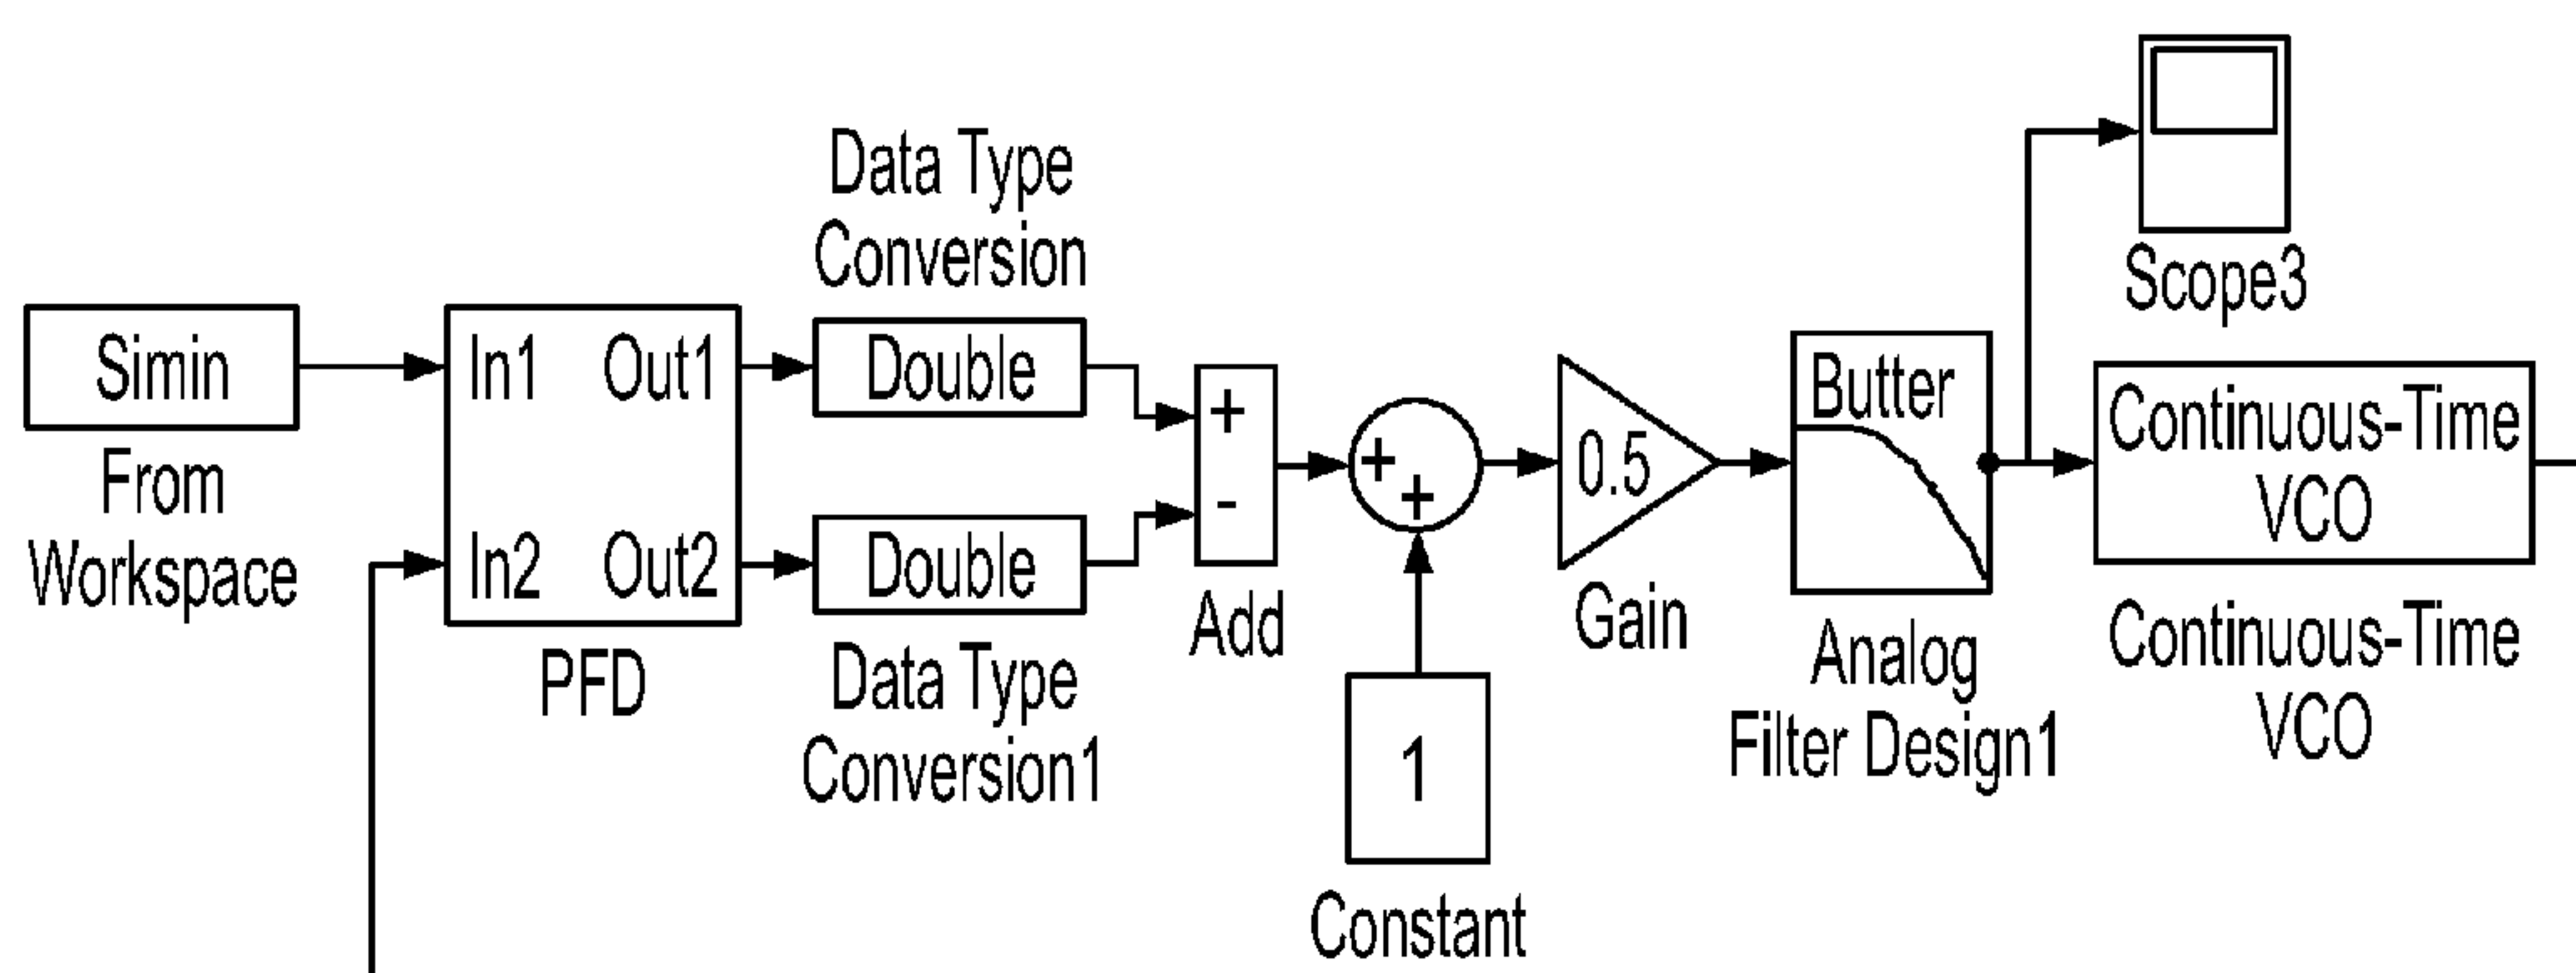 Data Type
Conversion
Scope3
Simin
In1 Out1
Double
Butter
Continuous-Time
VCO
From
Workspace
In2 Out2
Double
+
-
+
+
0.5
Add
Gain
PFD
Data Type
Conversion1
Analog
Filter Design1
Continuous-Time
VCO
1
Constant